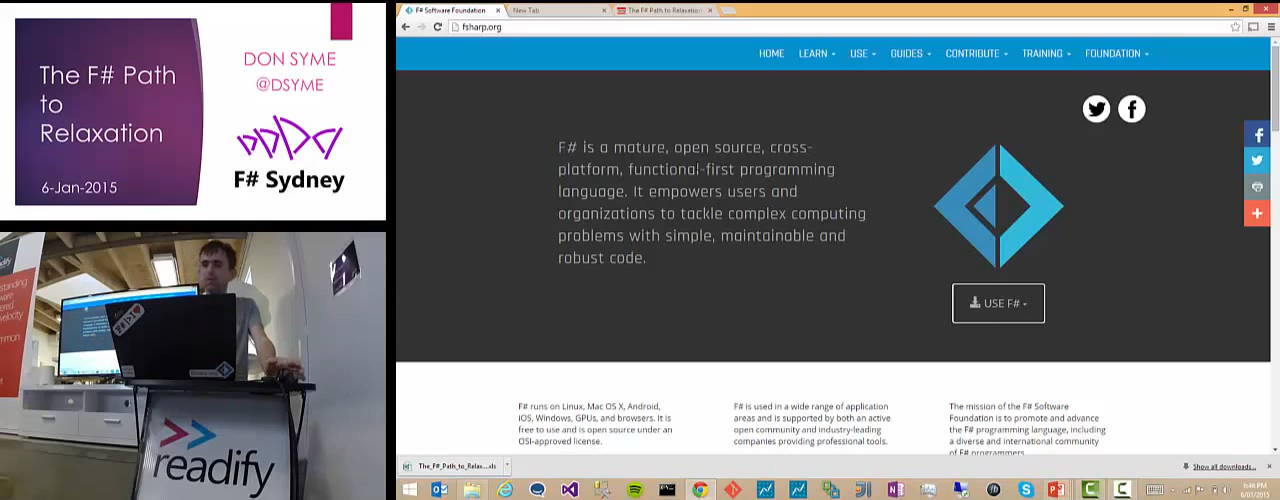 The F# Path
to
Relaxation
6-Jan-2015
DON SYME
@DSYME
F# Sydney
readify
F# Software Foundation
New Tab
The F# Path to Relaxation
fsharp.org
HOME LEARN USE GUIDES CONTRIBUTE TRAINING FOUNDATION
F# is a mature, open source, cross-
platform, functional-first programming
language. It empowers users and
organizations to tackle complex computing
problems with simple, maintainable and
robust code.
USE F#
F# runs on Linux, Mac OS X, Android,
iOS, Windows, GPUs, and browsers. It is
free to use and is open source under an
OSI-approved license.
F# is used in a wide range of application
areas and is supported by both an active
open community and industry-leading
companies providing professional tools.
The mission of the F# Software
Foundation is to promote and advance
the F# programming language, including
a diverse and international community
of F# programmers.
The_F#_Path_to_Relax....xls
Show all downloads...